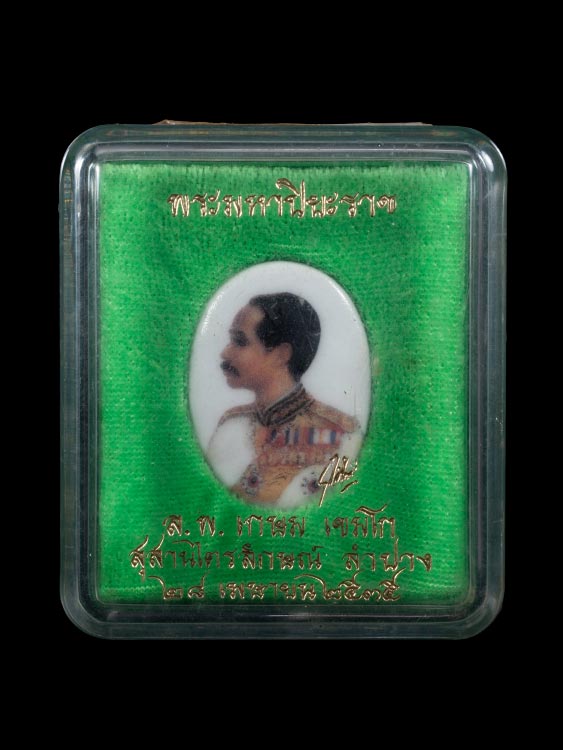 พระมหาปิยะราช
ล.พ. เกษม เขมโก
สุสานไตรลักษณ์ ลำปาง
๒๘ เมษายน ๒๕๓๕